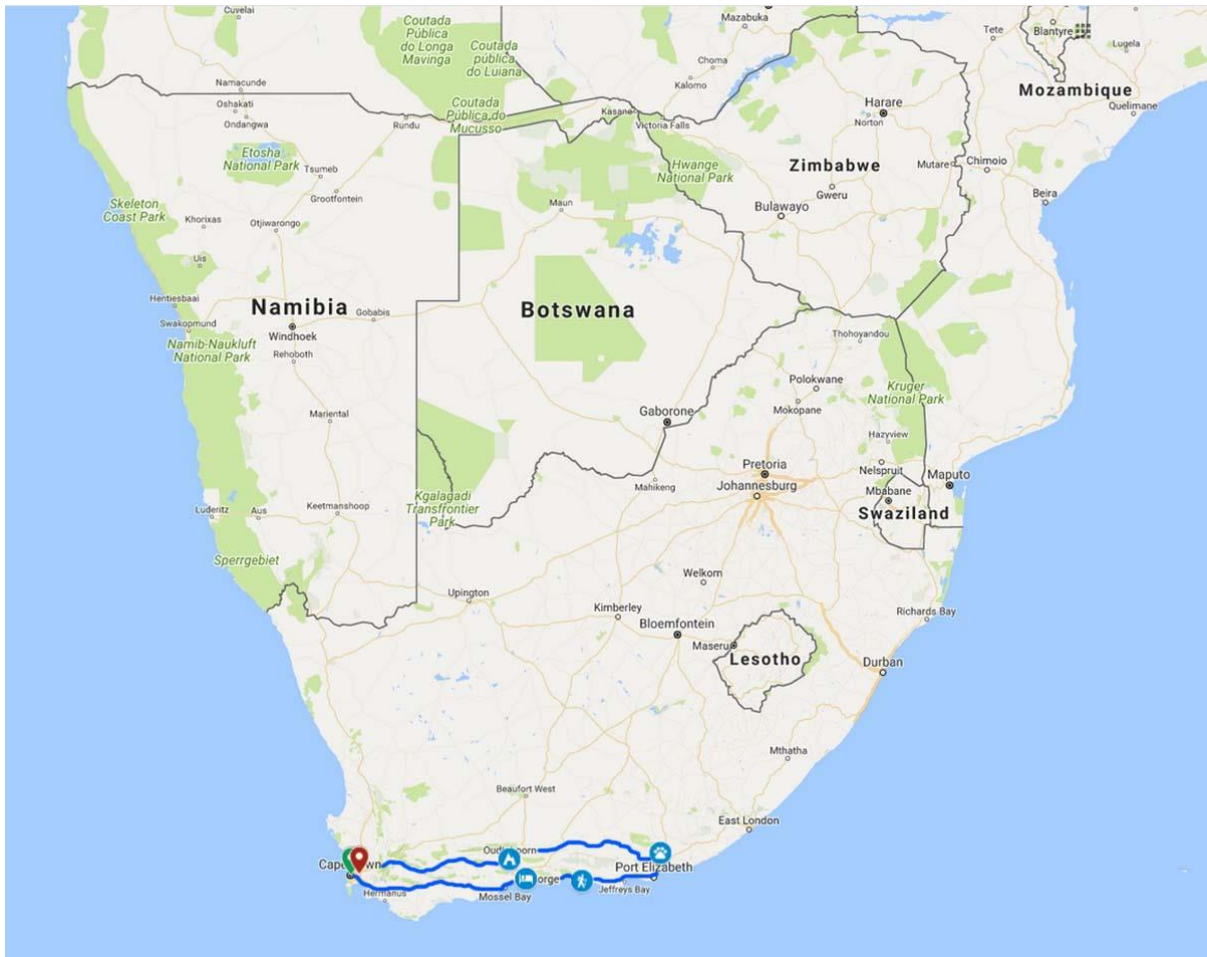 Cuvelai
Coutada
Pública
do Longa
Mavinga
Coutada
pública
do Luiana
Mazabuka
Tete
Blantyre
Lugela
Choma
Kalomo
Mozambique
Quelimane
Namacunde
Oshakati
Ondangwa
Rundu
Coutada
Pública do
Mucusso
Kasane
Victoria Falls
Harare
Norton
Etosha
National Park
Tsumeb
Grootfontein
Hwange
National Park
Zimbabwe
Mutare
Chimoio
Gweru
Bulawayo
Beira
Skeleton
Coast Park
Khorixas
Otjiwarongo
Maun
Uis
Hentiesbaai
Namibia
Gobabis
Botswana
Swakopmund
Windhoek
Namib-Naukluft
National Park
Rehoboth
Thohoyandou
Polokwane
Mokopane
Kruger
National Park
Mariental
Gaborone
Hazyview
Pretoria
Nelspruit
Johannesburg
Mahikeng
Maputo
Mbabane
Swaziland
Kgalagadi
Transfrontier
Park
Luderitz
Aus
Keetmanshoop
Sperrgebiet
Welkom
Upington
Kimberley
Bloemfontein
Richards Bay
Maseru
Lesotho
Durban
Mthatha
Beaufort West
East London
Port Elizabeth
Jeffreys Bay
Mossel Bay
Hermanus